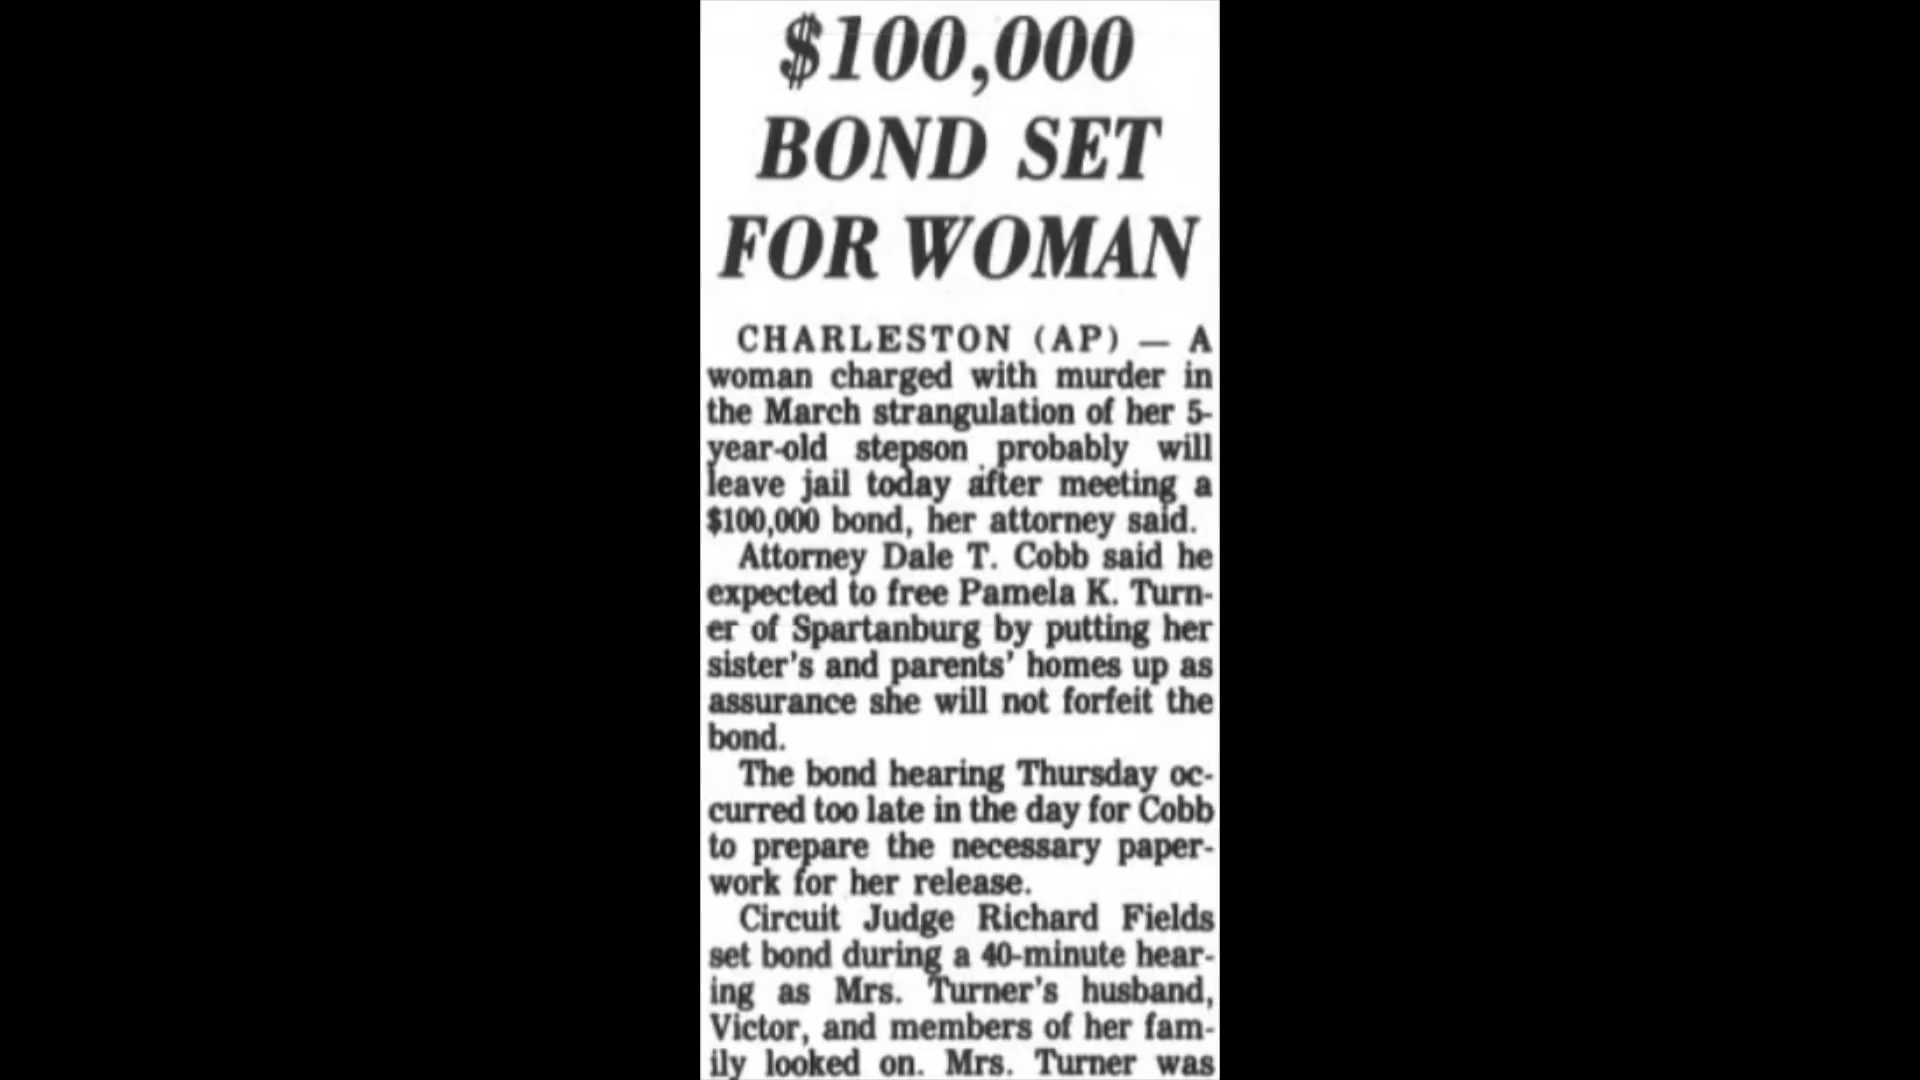 $100,000
BOND SET
FOR WOMAN
CHARLESTON (AP) — A
woman charged with murder in
the March strangulation of her 5-
year-old stepson probably will
leave jail today after meeting a
$100,000 bond, her attorney said.
Attorney Dale T. Cobb said he
expected to free Pamela K. Turn-
er of Spartanburg by putting her
sister's and parents' homes up as
assurance she will not forfeit the
bond.
The bond hearing Thursday oc-
curred too late in the day for Cobb
to prepare the necessary paper-
work for her release.
Circuit Judge Richard Fields
set bond during a 40-minute hear-
ing as Mrs. Turner's husband,
Victor, and members of her fam-
ily looked on. Mrs. Turner was